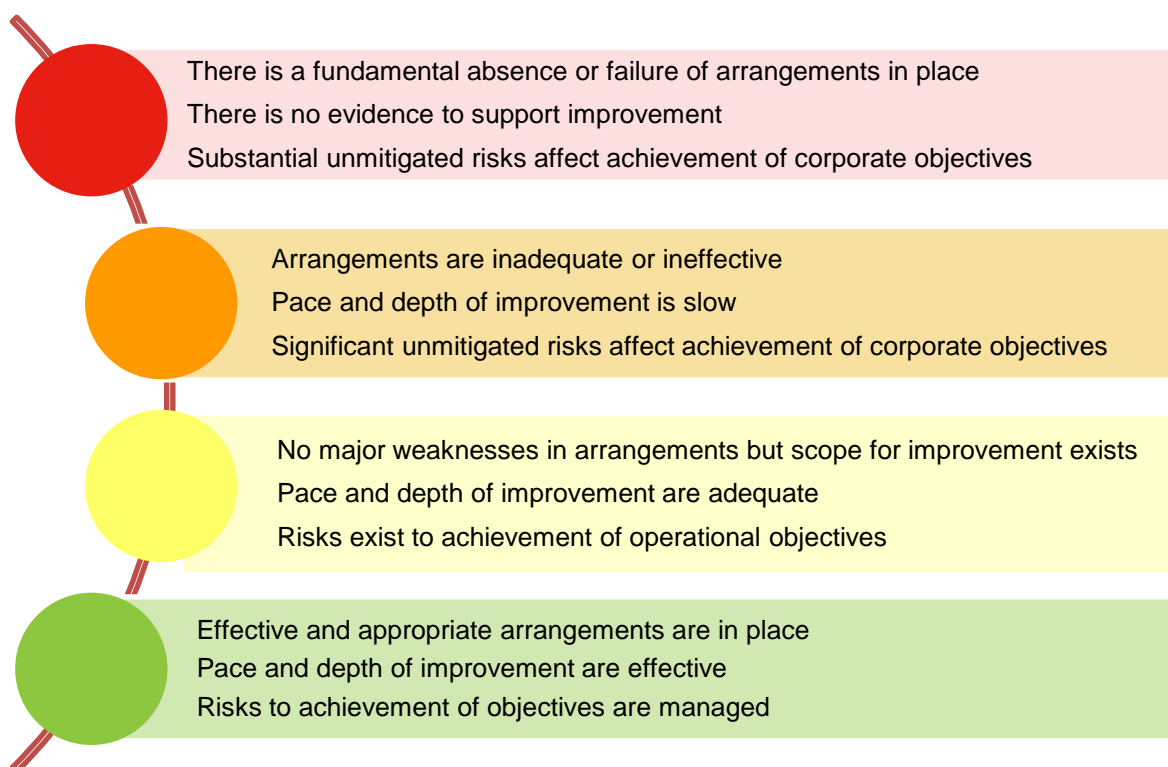 There is a fundamental absence or failure of arrangements in place
There is no evidence to support improvement
Substantial unmitigated risks affect achievement of corporate objectives
Arrangements are inadequate or ineffective
Pace and depth of improvement is slow
Significant unmitigated risks affect achievement of corporate objectives
No major weaknesses in arrangements but scope for improvement exists
Pace and depth of improvement are adequate
Risks exist to achievement of operational objectives
Effective and appropriate arrangements are in place
Pace and depth of improvement are effective
Risks to achievement of objectives are managed